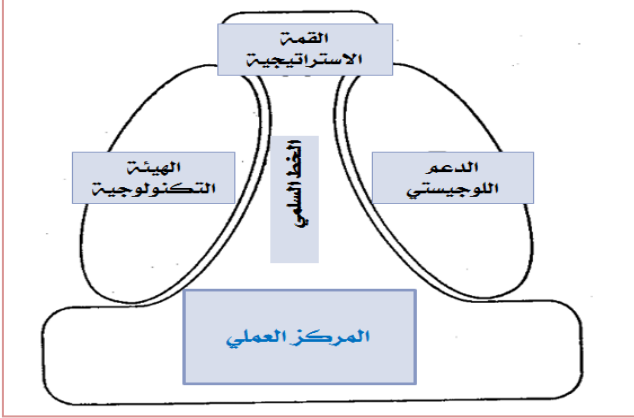 القمة
الاستراتيجية
الهيئة
التكنولوجية
الخط السلمي
الدعم
اللوجيستي
المركز العملي